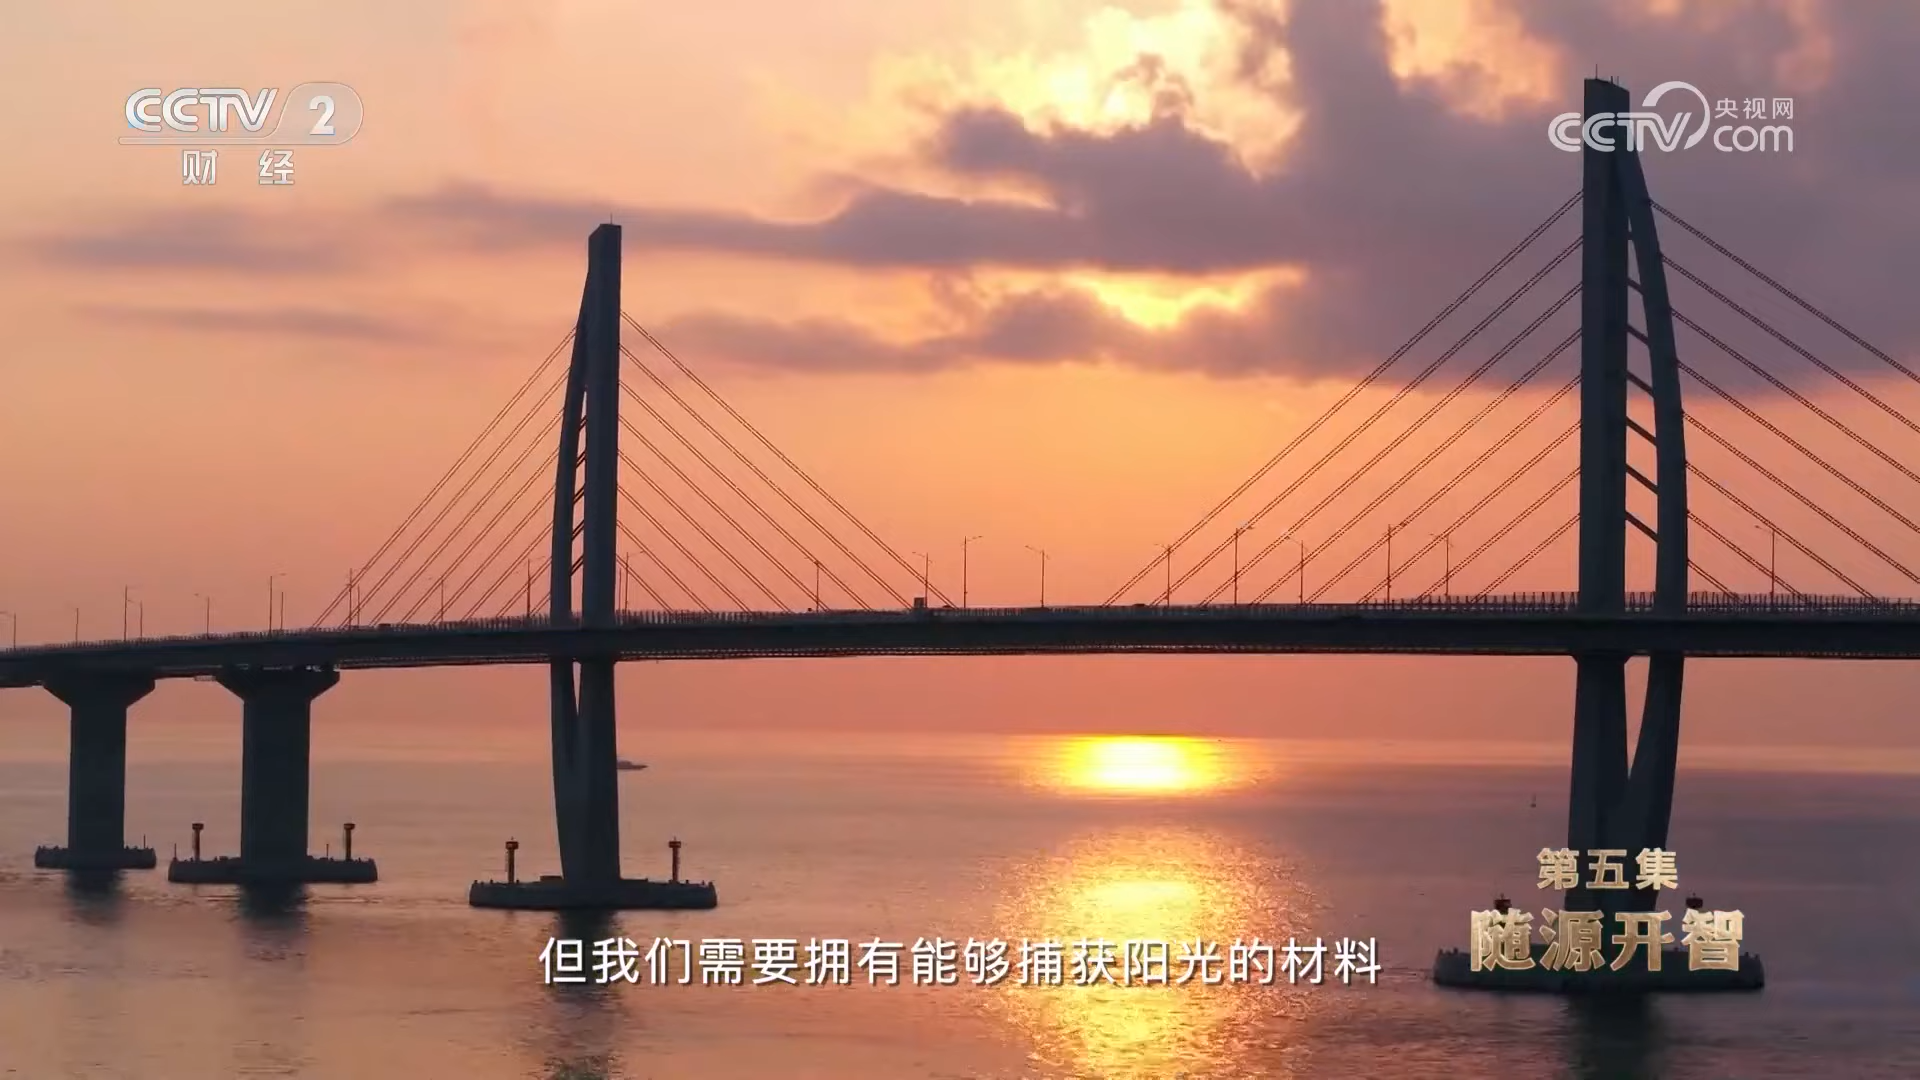 CCTV 2
财 经
央视网
CCTV.com
第五集
随源开智
但我们需要拥有能够捕获阳光的材料